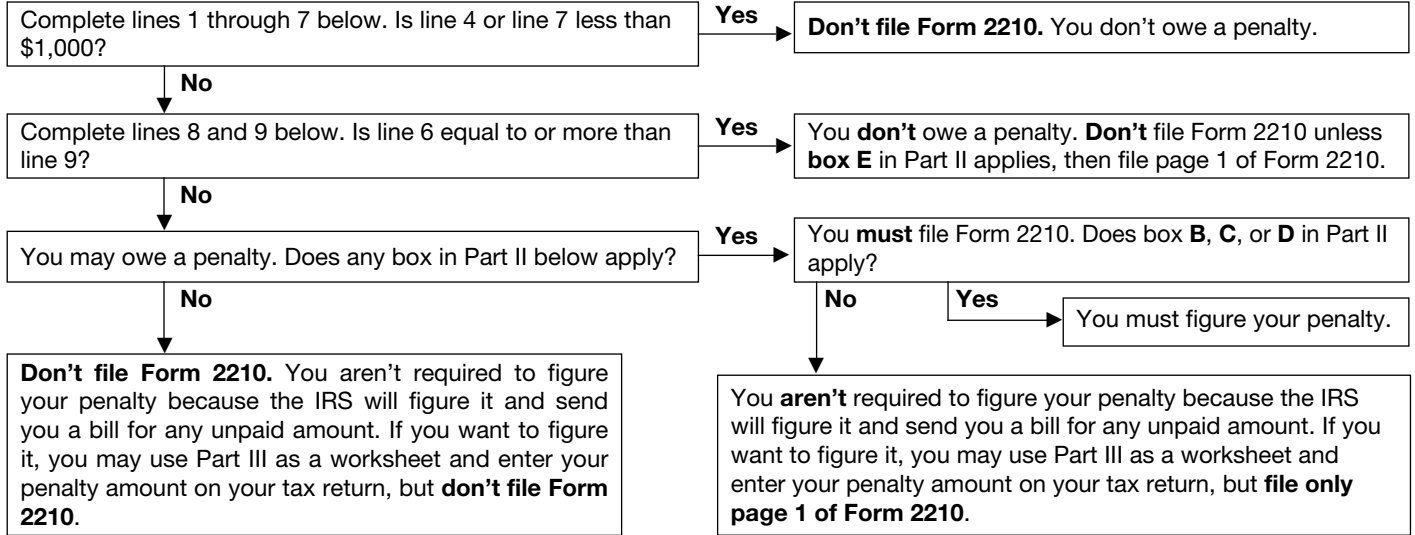 Complete lines 1 through 7 below. Is line 4 or line 7 less than
$1,000?
Yes
Don't file Form 2210. You don't owe a penalty.
No
Complete lines 8 and 9 below. Is line 6 equal to or more than
line 9?
Yes
You don't owe a penalty. Don't file Form 2210 unless
box E in Part II applies, then file page 1 of Form 2210.
No
You may owe a penalty. Does any box in Part II below apply?
Yes
You must file Form 2210. Does box B, C, or D in Part II
apply?
No
Yes
You must figure your penalty.
No
Don't file Form 2210. You aren't required to figure
your penalty because the IRS will figure it and send
you a bill for any unpaid amount. If you want to figure
it, you may use Part III as a worksheet and enter your
penalty amount on your tax return, but don't file Form
2210.
You aren't required to figure your penalty because the IRS
will figure it and send you a bill for any unpaid amount. If you
want to figure it, you may use Part III as a worksheet and
enter your penalty amount on your tax return, but file only
page 1 of Form 2210.